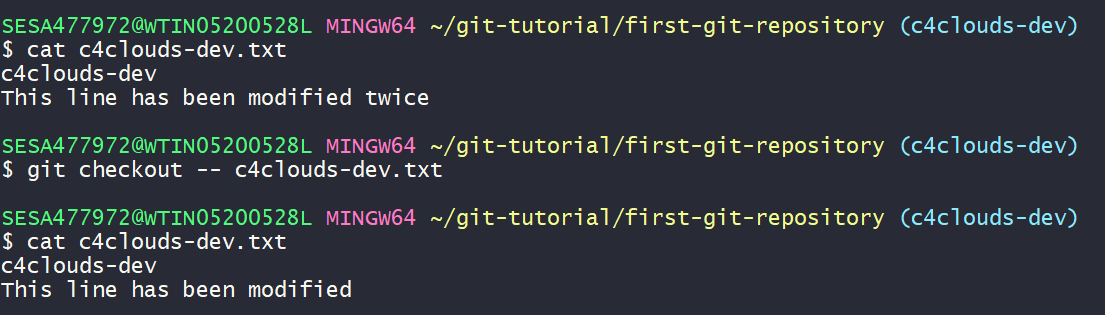 SESA477972@WTIN05200528L MINGW64 ~/git-tutorial/first-git-repository (c4clouds-dev)
$ cat c4clouds-dev.txt
c4clouds-dev
This line has been modified twice
SESA477972@WTIN05200528L MINGW64 ~/git-tutorial/first-git-repository (c4clouds-dev)
$ git checkout -- c4clouds-dev.txt
SESA477972@WTIN05200528L MINGW64 ~/git-tutorial/first-git-repository (c4clouds-dev)
$ cat c4clouds-dev.txt
c4clouds-dev
This line has been modified